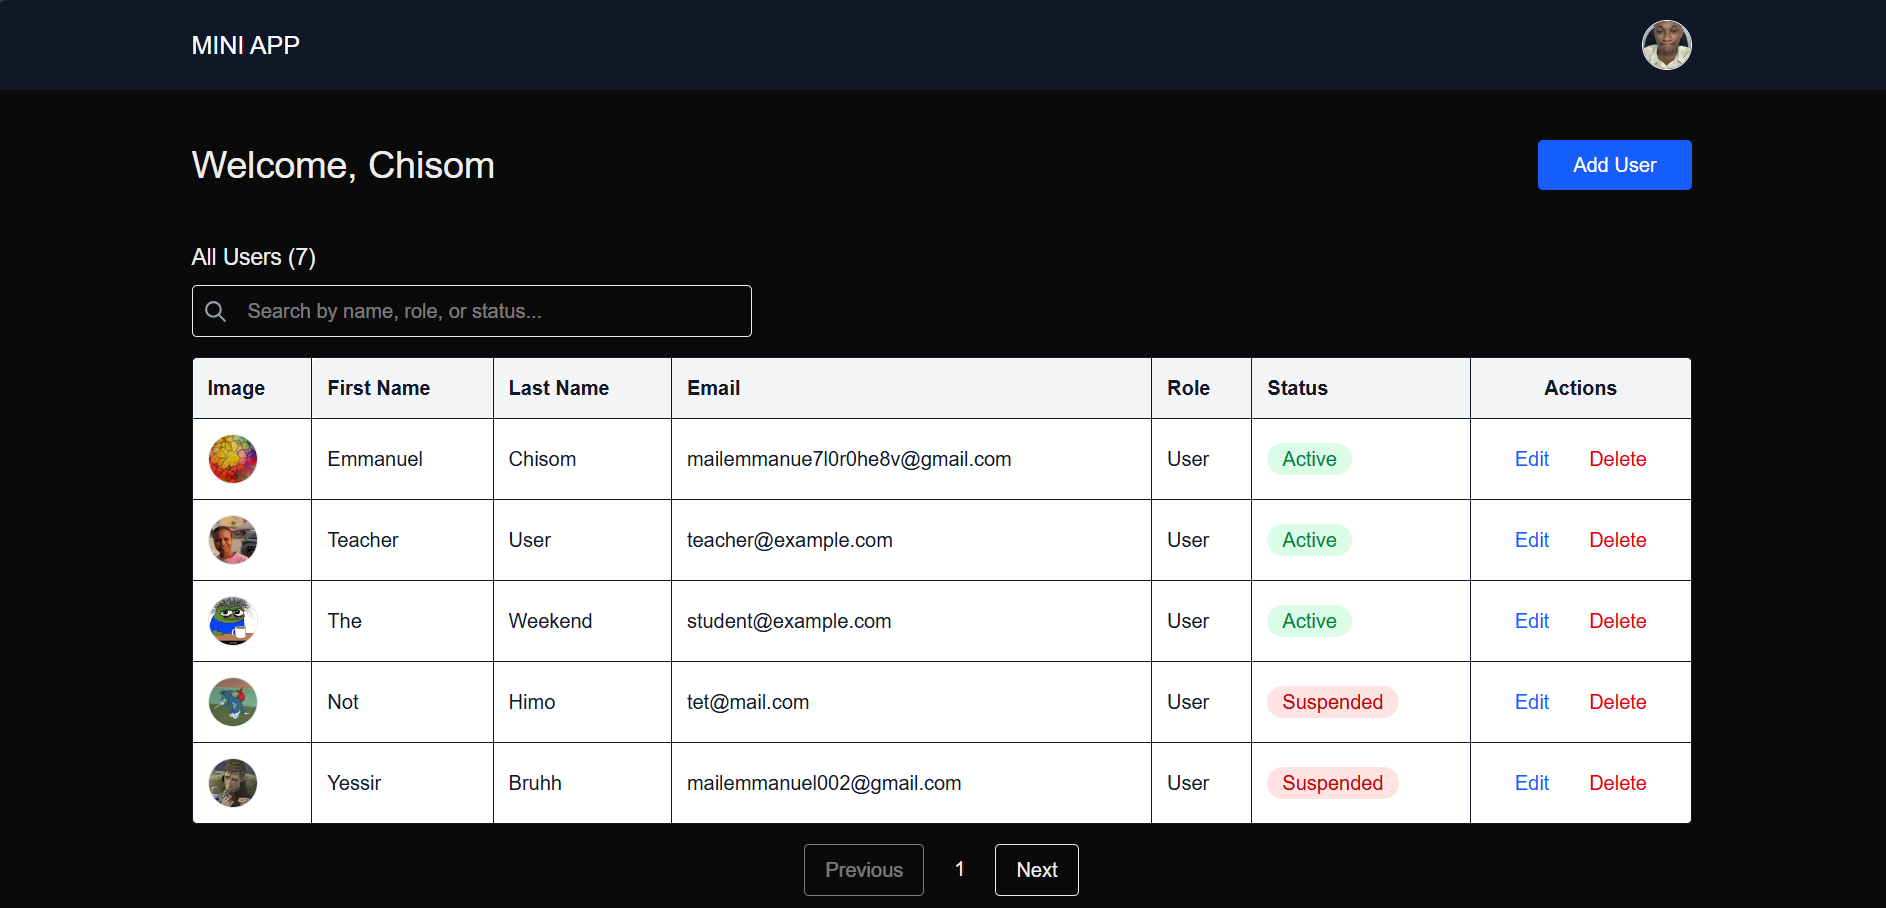 MINI APP
Welcome, Chisom
Add User
All Users (7)
Search by name, role, or status...
Image First Name Last Name Email Role Status Actions
Emmanuel Chisom mailemmanue7l0r0he8v@gmail.com User Active Edit Delete
Teacher User teacher@example.com User Active Edit Delete
The Weekend student@example.com User Active Edit Delete
Not Himo tet@mail.com User Suspended Edit Delete
Yessir Bruhh mailemmanuel002@gmail.com User Suspended Edit Delete
Previous 1 Next